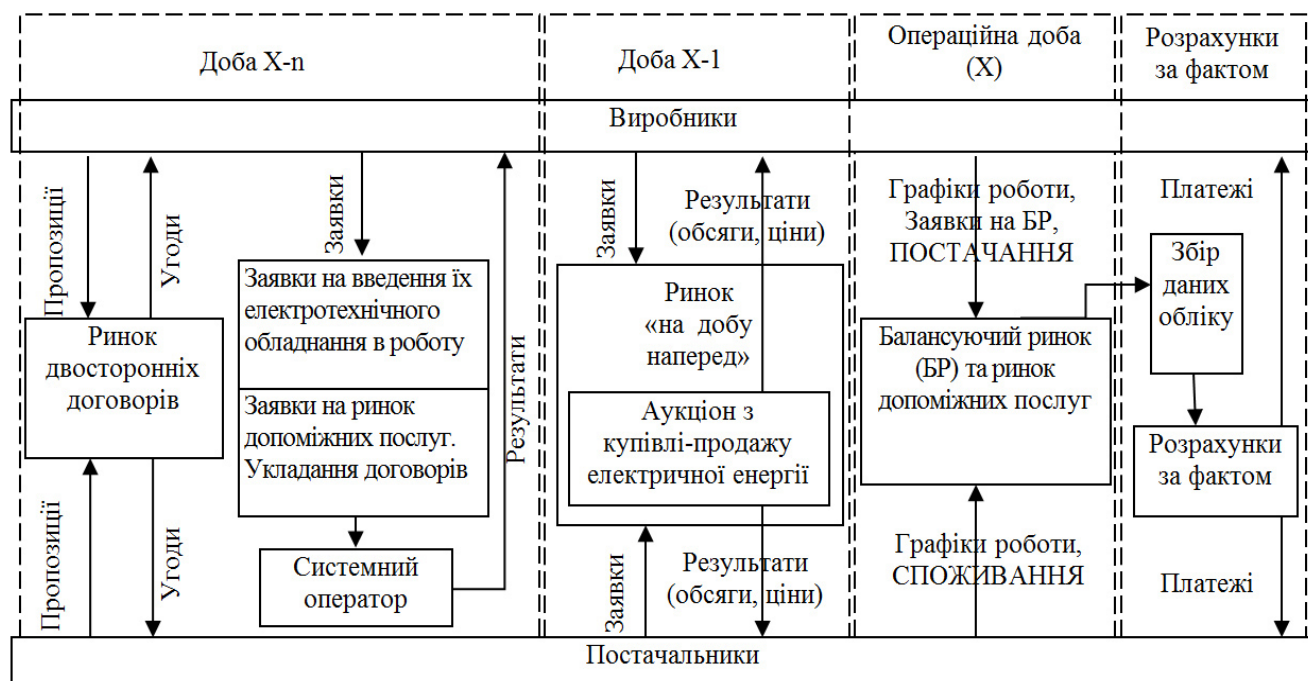 Доба X-n
Доба X-1
Операційна доба
(X)
Розрахунки
за фактом
Виробники
Пропозиції
Угоди
Заявки
Результати
Заявки на введення їх
електротехнічного
обладнання в роботу
Заявки на ринок
допоміжних послуг.
Укладання договорів
Системний
оператор
Ринок
двосторонніх
договорів
Пропозиції
Угоди
Заявки
Результати
(обсяги, ціни)
Ринок
«на добу
наперед»
Аукціон з
купівлі-продажу
електричної енергії
Заявки
Результати
(обсяги, ціни)
Графіки роботи,
Заявки на БР,
ПОСТАЧАННЯ
Балансуючий ринок
(БР) та ринок
допоміжних послуг
Графіки роботи,
СПОЖИВАННЯ
Платежі
Збір
даних
обліку
Розрахунки
за фактом
Платежі
Постачальники